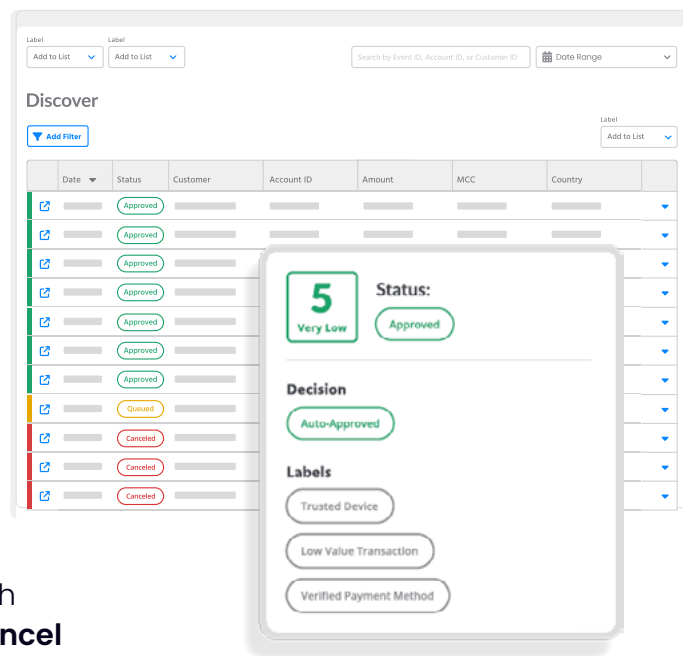 Label
Label
Add to List
Add to List
Search by Event ID, Account ID, or Customer ID
Date Range
Discover
Label
Add Filter
Add to List
Date
Status
Customer
Account ID
Amount
MCC
Country
Approved
Approved
Approved
Approved
Approved
Approved
Approved
Queued
Canceled
Canceled
Canceled
5
Very Low
Status:
Approved
Decision
Auto-Approved
Labels
Trusted Device
Low Value Transaction
Verified Payment Method
h
ncel